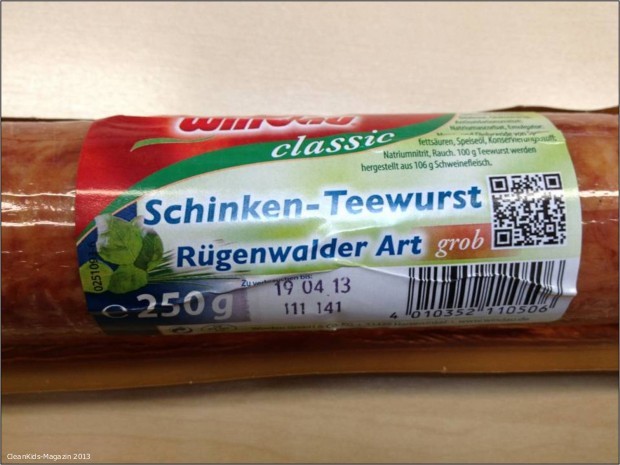 classic
fettsäuren, Speiseöl, Konservierungsstoff:
Natriumnitrit, Rauch. 100 g Teewurst werden
hergestellt aus 106 g Schweinefleisch.
Schinken-Teewurst
Rügenwalder Art grob
0251091
250 g
19 04 13
111 141
4 010352 110506
CleanKids-Magazin 2013